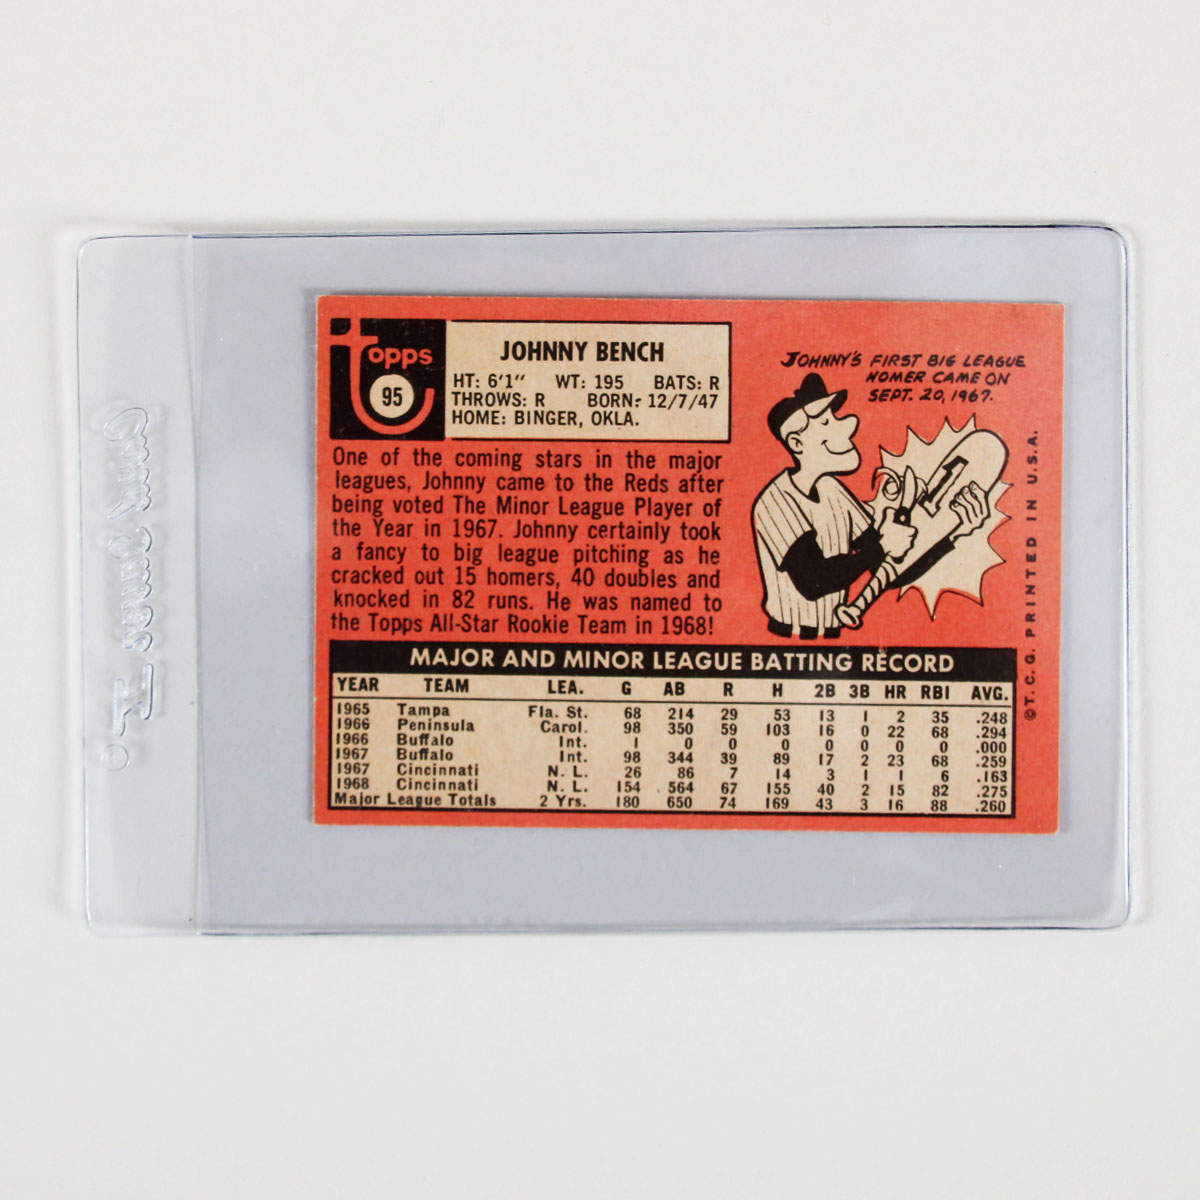 topps
95
JOHNNY BENCH
HT: 6'1" WT: 195 BATS: R
THROWS: R BORN: 12/7/47
HOME: BINGER, OKLA.
One of the coming stars in the major
leagues, Johnny came to the Reds after
being voted The Minor League Player of
the Year in 1967. Johnny certainly took
a fancy to big league pitching as he
cracked out 15 homers, 40 doubles and
knocked in 82 runs. He was named to
the Topps All-Star Rookie Team in 1968!
JOHNNY'S FIRST BIG LEAGUE
HOMER CAME ON
SEPT. 20, 1967.
1
©T. C. G. PRINTED IN U.S.A.
MAJOR AND MINOR LEAGUE BATTING RECORD
YEAR TEAM LEA. G AB R H 2B 3B HR RBI AVG.
1965 Tampa Fla. St. 68 214 29 53 13 1 2 35 .248
1966 Peninsula Carol. 98 350 59 103 16 0 22 68 .294
1966 Buffalo Int. 1 0 0 0 0 0 0 0 .000
1967 Buffalo Int. 98 344 39 89 17 2 23 68 .259
1967 Cincinnati N. L. 26 86 7 14 3 1 1 6 .163
1968 Cincinnati N. L. 154 564 67 155 40 2 15 82 .275
Major League Totals 2 Yrs. 180 650 74 169 43 3 16 88 .260
Card Saver I